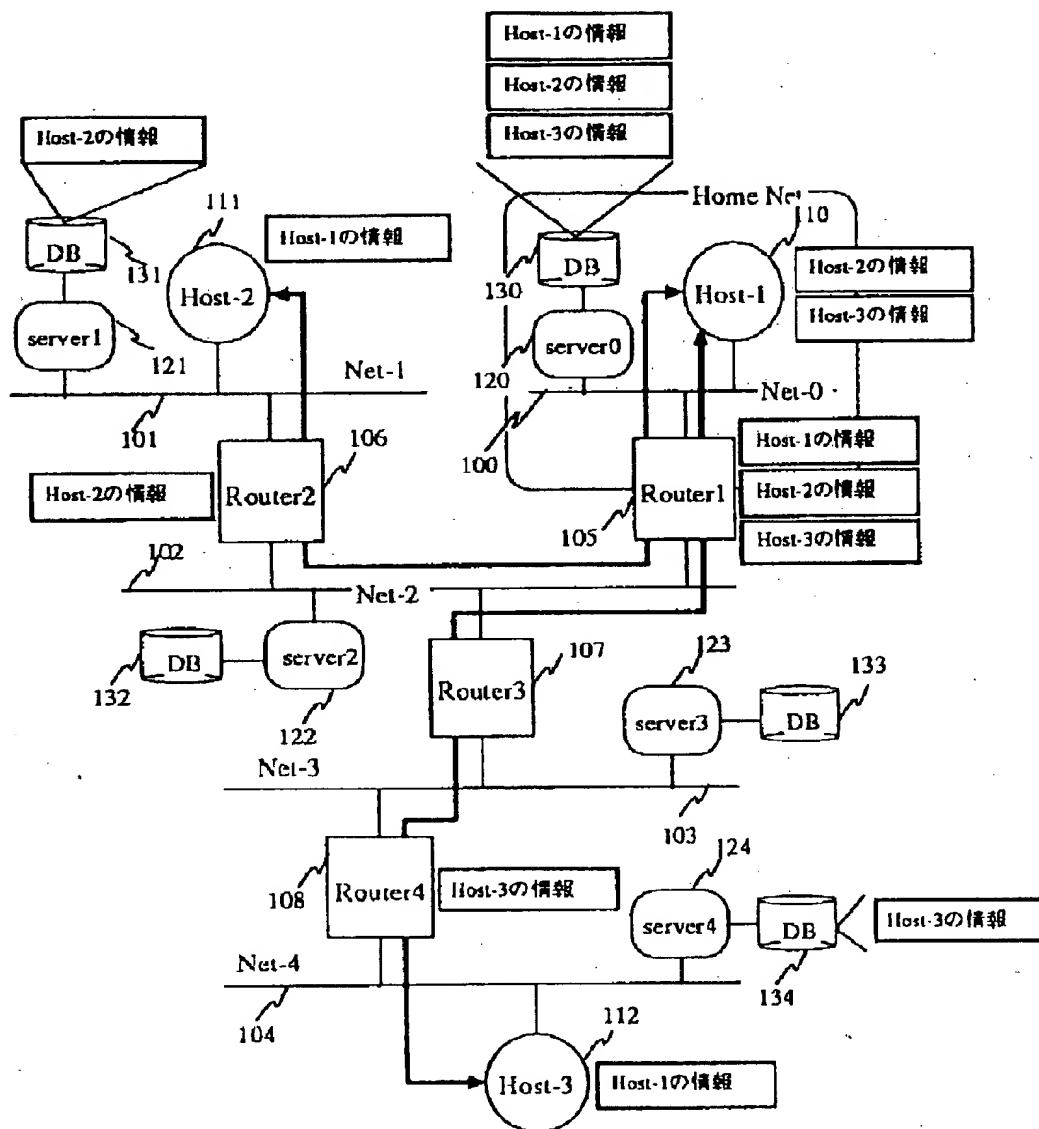 Host-1の情報
Host-2の情報
Host-3の情報
Host-2の情報
Home Net
111
110
DB
Host-1の情報
DB
131
130
Host-2の情報
Host-2
Host-1
Host-3の情報
server1
server0
121
120
Net-1
Net-0
101
100
106
Host-1の情報
Host-2の情報
Router2
Router1
Host-2の情報
105
Host-3の情報
102
Net-2
107
123
133
DB
server2
Router3
server3
DB
132
122
Net-3
103
124
108
Router4
Host-3の情報
server4
DB
Host-3の情報
Net-4
134
104
112
Host-3
Host-1の情報